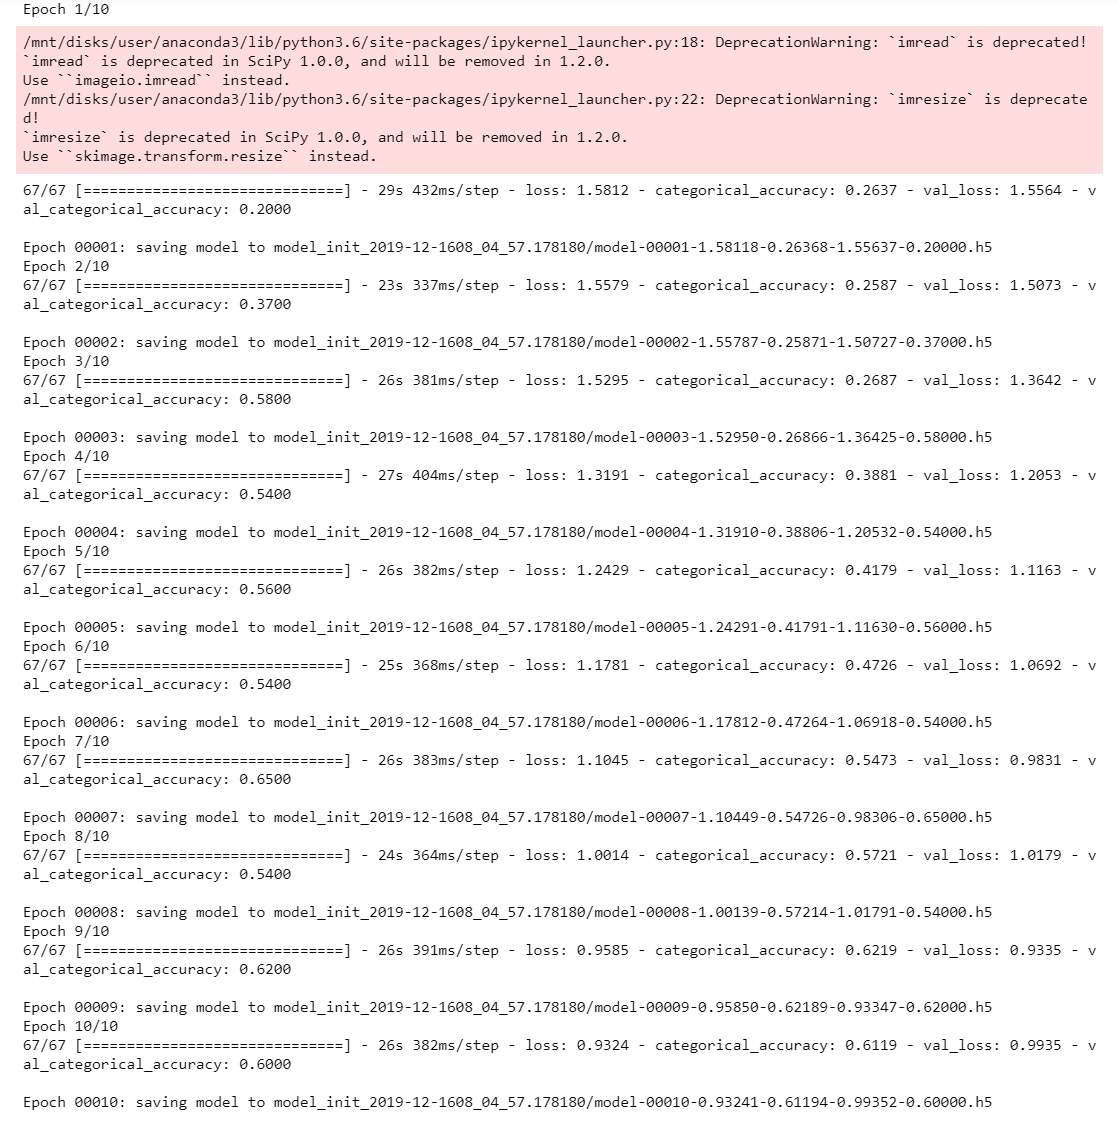 Epoch 1/10
/mnt/disks/user/anaconda3/lib/python3.6/site-packages/ipykernel_launcher.py:18: DeprecationWarning: `imread` is deprecated!
`imread` is deprecated in SciPy 1.0.0, and will be removed in 1.2.0.
Use ``imageio.imread`` instead.
/mnt/disks/user/anaconda3/lib/python3.6/site-packages/ipykernel_launcher.py:22: DeprecationWarning: `imresize` is deprecate
d!
`imresize` is deprecated in SciPy 1.0.0, and will be removed in 1.2.0.
Use ``skimage.transform.resize`` instead.
67/67 [==============================] - 29s 432ms/step - loss: 1.5812 - categorical_accuracy: 0.2637 - val_loss: 1.5564 - v
al_categorical_accuracy: 0.2000
Epoch 00001: saving model to model_init_2019-12-1608_04_57.178180/model-00001-1.58118-0.26368-1.55637-0.20000.h5
Epoch 2/10
67/67 [==============================] - 23s 337ms/step - loss: 1.5579 - categorical_accuracy: 0.2587 - val_loss: 1.5073 - v
al_categorical_accuracy: 0.3700
Epoch 00002: saving model to model_init_2019-12-1608_04_57.178180/model-00002-1.55787-0.25871-1.50727-0.37000.h5
Epoch 3/10
67/67 [==============================] - 26s 381ms/step - loss: 1.5295 - categorical_accuracy: 0.2687 - val_loss: 1.3642 - v
al_categorical_accuracy: 0.5800
Epoch 00003: saving model to model_init_2019-12-1608_04_57.178180/model-00003-1.52950-0.26866-1.36425-0.58000.h5
Epoch 4/10
67/67 [==============================] - 27s 404ms/step - loss: 1.3191 - categorical_accuracy: 0.3881 - val_loss: 1.2053 - v
al_categorical_accuracy: 0.5400
Epoch 00004: saving model to model_init_2019-12-1608_04_57.178180/model-00004-1.31910-0.38806-1.20532-0.54000.h5
Epoch 5/10
67/67 [==============================] - 26s 382ms/step - loss: 1.2429 - categorical_accuracy: 0.4179 - val_loss: 1.1163 - v
al_categorical_accuracy: 0.5600
Epoch 00005: saving model to model_init_2019-12-1608_04_57.178180/model-00005-1.24291-0.41791-1.11630-0.56000.h5
Epoch 6/10
67/67 [==============================] - 25s 368ms/step - loss: 1.1781 - categorical_accuracy: 0.4726 - val_loss: 1.0692 - v
al_categorical_accuracy: 0.5400
Epoch 00006: saving model to model_init_2019-12-1608_04_57.178180/model-00006-1.17812-0.47264-1.06918-0.54000.h5
Epoch 7/10
67/67 [==============================] - 26s 383ms/step - loss: 1.1045 - categorical_accuracy: 0.5473 - val_loss: 0.9831 - v
al_categorical_accuracy: 0.6500
Epoch 00007: saving model to model_init_2019-12-1608_04_57.178180/model-00007-1.10449-0.54726-0.98306-0.65000.h5
Epoch 8/10
67/67 [==============================] - 24s 364ms/step - loss: 1.0014 - categorical_accuracy: 0.5721 - val_loss: 1.0179 - v
al_categorical_accuracy: 0.5400
Epoch 00008: saving model to model_init_2019-12-1608_04_57.178180/model-00008-1.00139-0.57214-1.01791-0.54000.h5
Epoch 9/10
67/67 [==============================] - 26s 391ms/step - loss: 0.9585 - categorical_accuracy: 0.6219 - val_loss: 0.9335 - v
al_categorical_accuracy: 0.6200
Epoch 00009: saving model to model_init_2019-12-1608_04_57.178180/model-00009-0.95850-0.62189-0.93347-0.62000.h5
Epoch 10/10
67/67 [==============================] - 26s 382ms/step - loss: 0.9324 - categorical_accuracy: 0.6119 - val_loss: 0.9935 - v
al_categorical_accuracy: 0.6000
Epoch 00010: saving model to model_init_2019-12-1608_04_57.178180/model-00010-0.93241-0.61194-0.99352-0.60000.h5